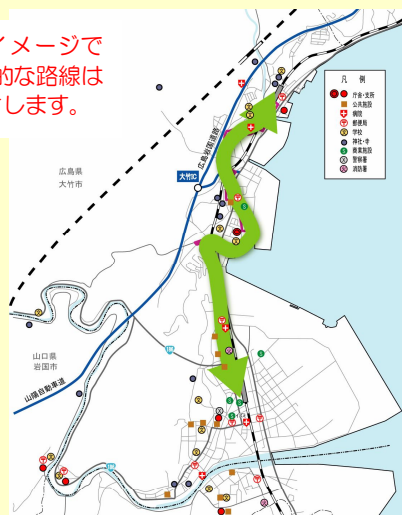 イメージで
的な路線は
します。
凡 例
庁舎・支所
公共施設
病院
郵便局
学校
神社・寺
商業施設
警察署
消防署
広島岩国道路
広島県
大竹市
大竹IC
山口県
岩国市
山陽自動車道